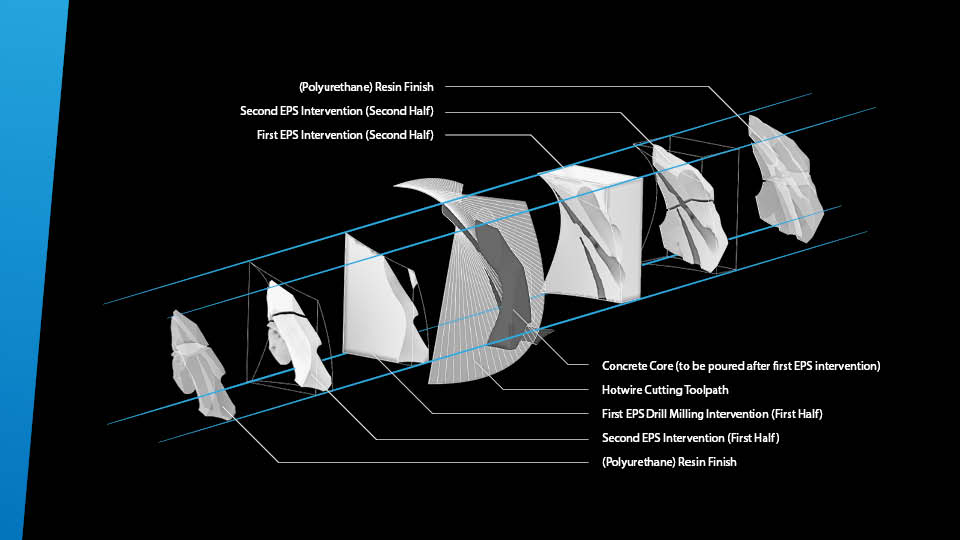 (Polyurethane) Resin Finish
Second EPS Intervention (Second Half)
First EPS Intervention (Second Half)
Concrete Core (to be poured after first EPS intervention)
Hotwire Cutting Toolpath
First EPS Drill Milling Intervention (First Half)
Second EPS Intervention (First Half)
(Polyurethane) Resin Finish